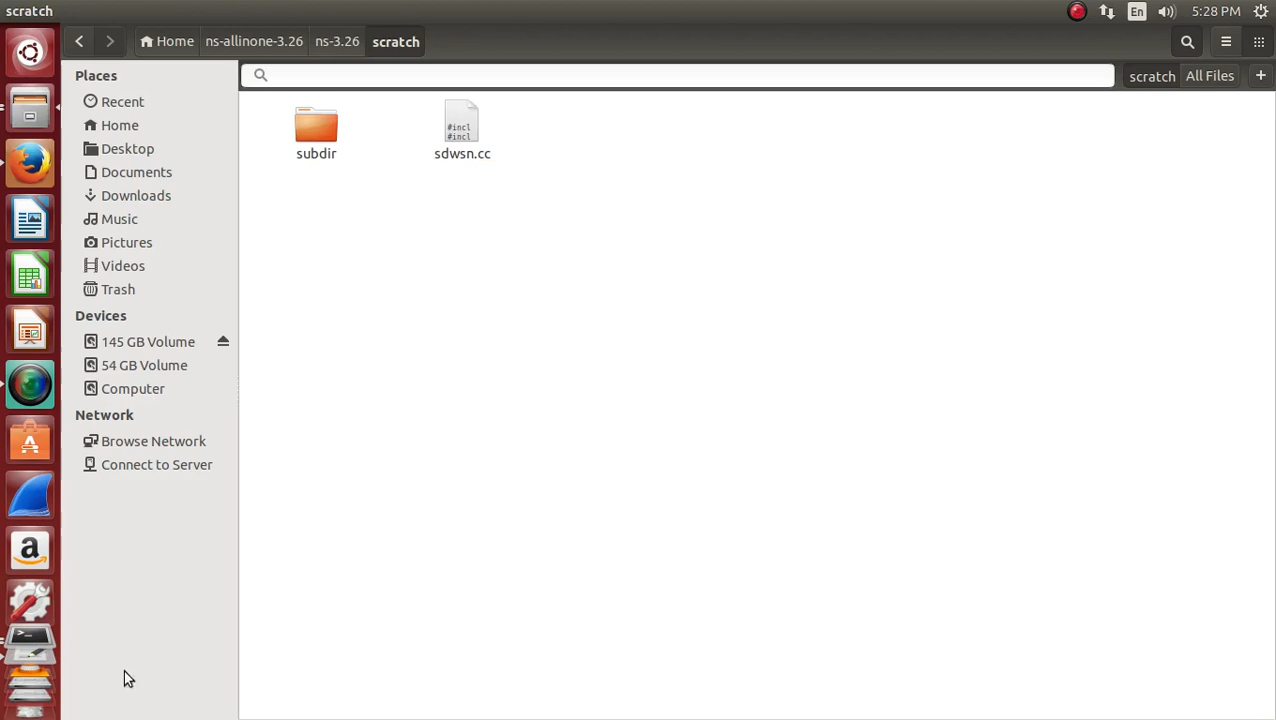 scratch
En
5:28 PM
Home
ns-allinone-3.26
ns-3.26
scratch
Places
scratch
All Files
Recent
Home
Desktop
Documents
Downloads
Music
Pictures
Videos
Trash
Devices
145 GB Volume
54 GB Volume
Computer
Network
Browse Network
Connect to Server
#incl
#incl
subdir
sdwsn.cc